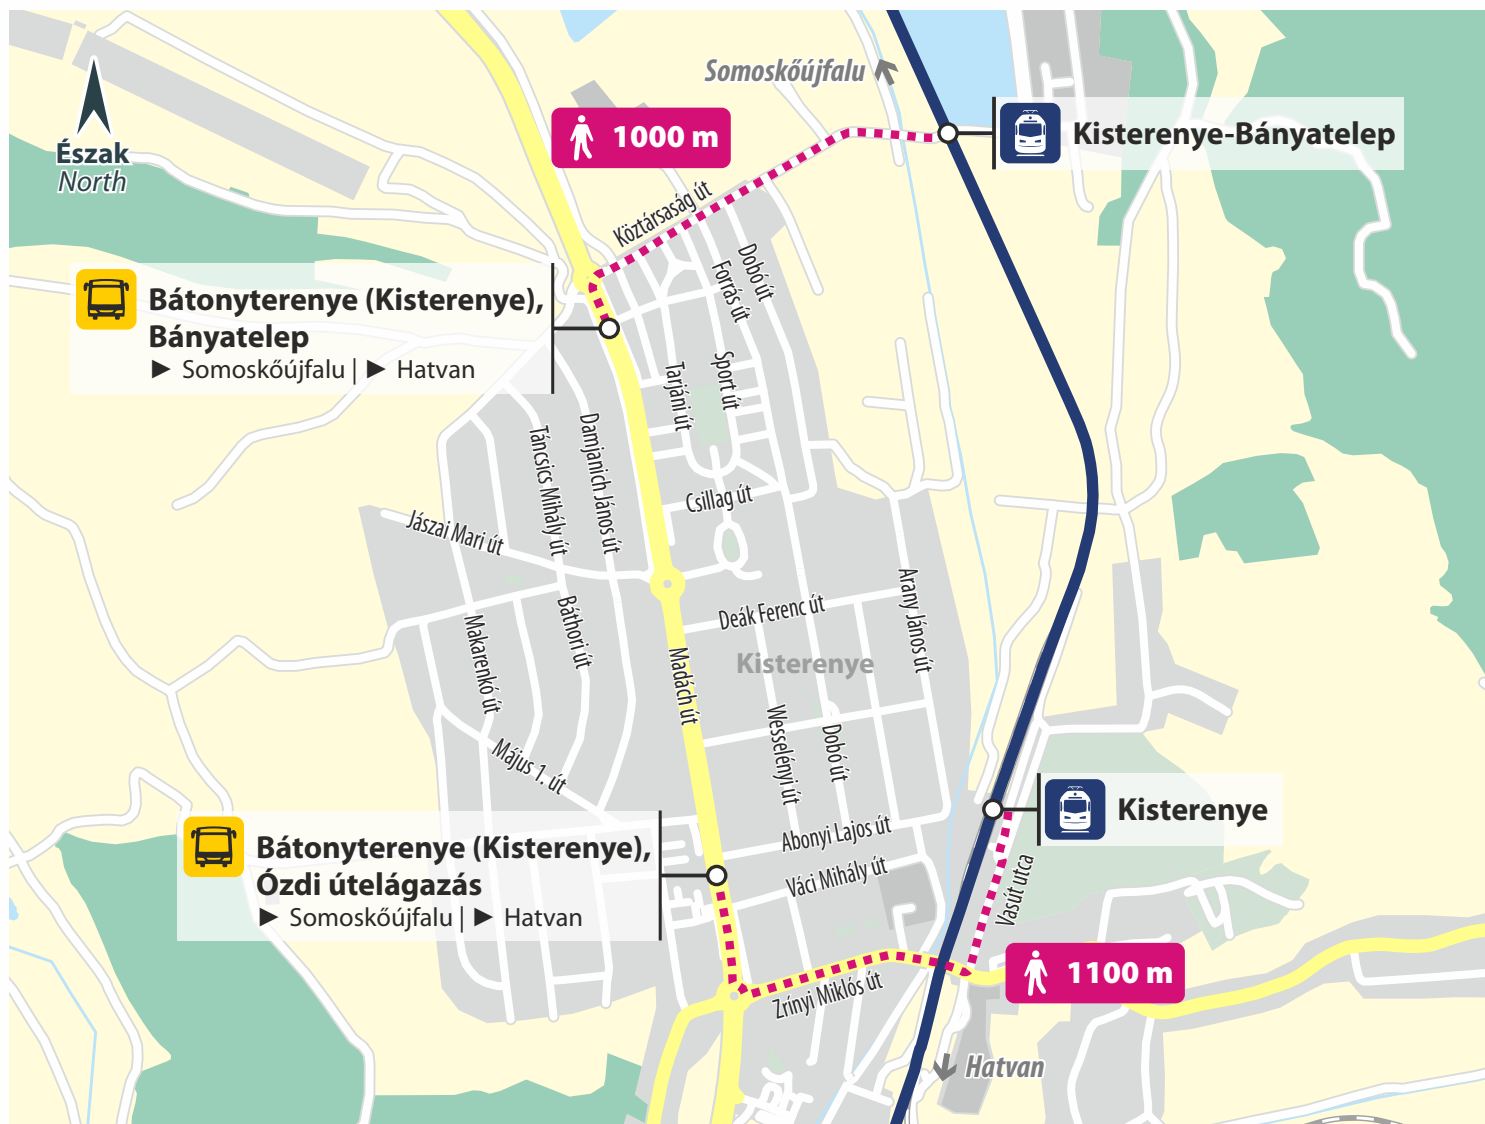 Somoskőújfalu
1000 m
Kisterenye-Bányatelep
Észak
North
Köztársaság út
Dobó út
Forrás út
Bátonyterenye (Kisterenye),
Bányatelep
► Somoskőújfalu | ► Hatvan
Tarjáni út
Sport út
Damjanich János út
Táncsics Mihály út
Csillag út
Jászai Mari út
Arany János út
Deák Ferenc út
Báthori út
Makarenkó út
Kisterenye
Madách út
Wesselényi út
Dobó út
Május 1. út
Kisterenye
Abonyi Lajos út
Bátonyterenye (Kisterenye),
Ózdi útelágazás
► Somoskőújfalu | ► Hatvan
Váci Mihály út
Vasút utca
1100 m
Zrínyi Miklós út
Hatvan